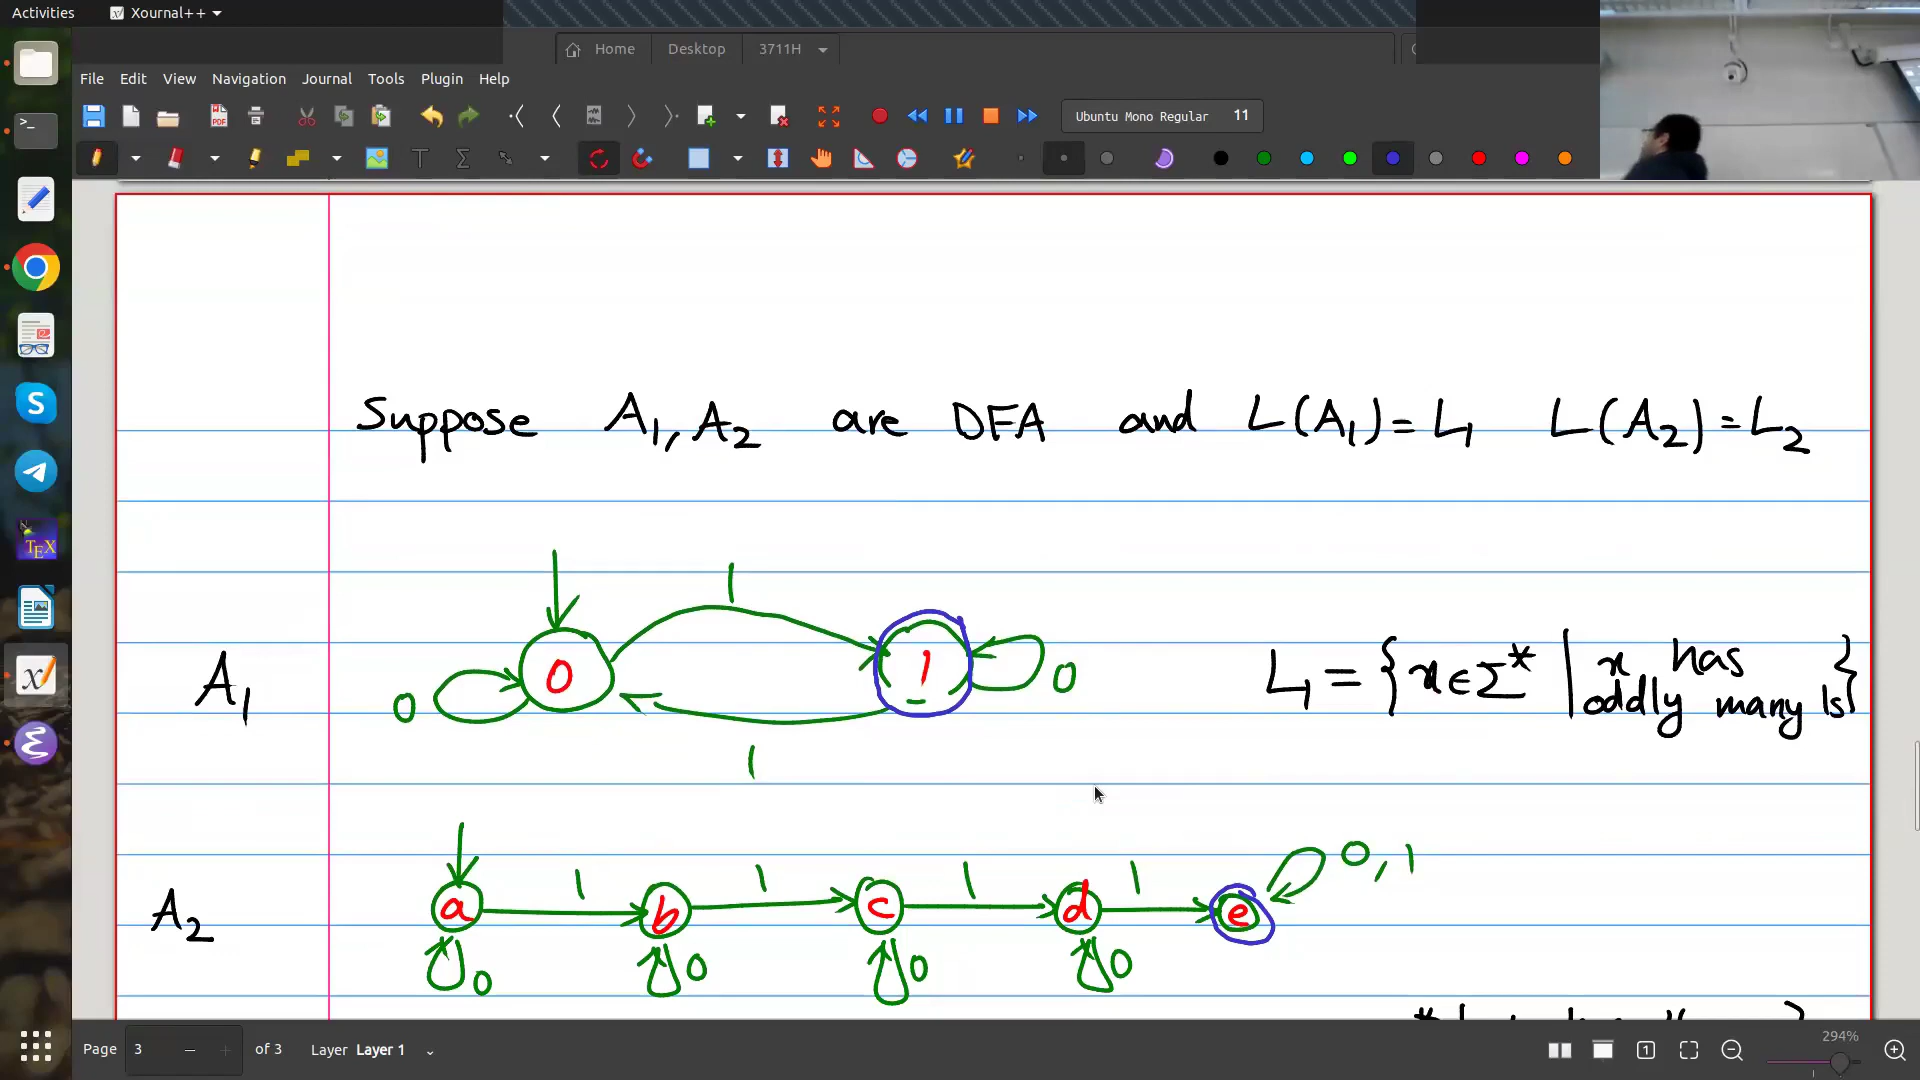 Activities Xournal++
Home Desktop 3711H
File Edit View Navigation Journal Tools Plugin Help
Ubuntu Mono Regular 11
Suppose A₁, A₂ are DFA and L(A₁)=L₁ L(A₂)=L₂
1
A₁ 0 0 1 0 L₁ = {x∈Σ* | x has oddly many 1s}
1
1 1 1 1 0, 1
A₂ a b c d e
0 0 0 0
Page 3 of 3 Layer Layer 1 294%